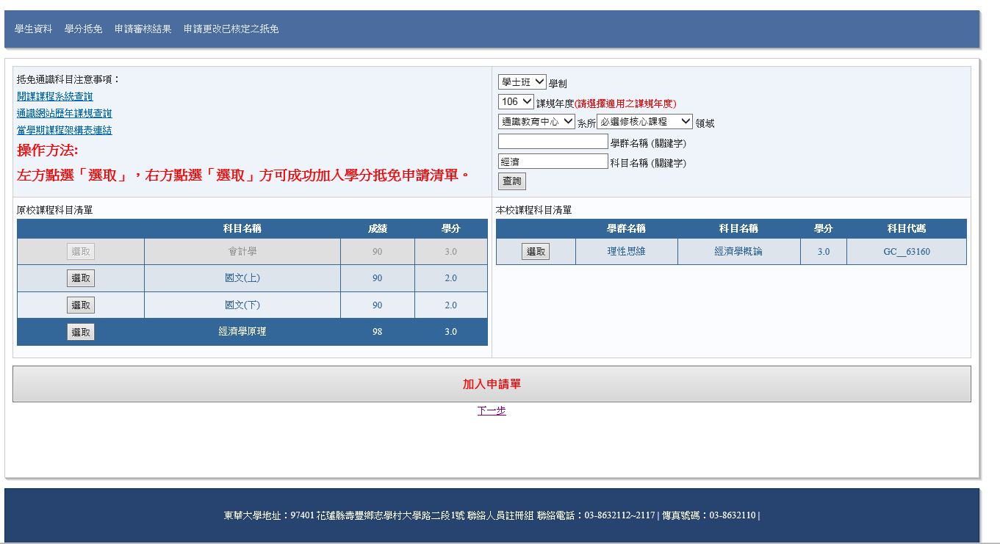 學生資料 學分抵免 申請審核結果 申請更改已核定之抵免
抵免通識科目注意事項：
開課課程系統查詢
通識網站歷年課規查詢
當學期課程架構表連結
操作方法:
左方點選「選取」，右方點選「選取」方可成功加入學分抵免申請清單。
學士班 學制
106 課規年度(請選擇適用之課規年度)
通識教育中心 系所 必選修核心課程 領域
學群名稱 (關鍵字)
經濟 科目名稱 (關鍵字)
查詢
原校課程科目清單
科目名稱 成績 學分
選取 會計學 90 3.0
選取 國文(上) 90 2.0
選取 國文(下) 90 2.0
選取 經濟學原理 98 3.0
本校課程科目清單
學群名稱 科目名稱 學分 科目代碼
選取 理性思維 經濟學概論 3.0 GC__63160
加入申請單
下一步
東華大學地址：97401 花蓮縣壽豐鄉志學村大學路二段1號 聯絡人員註冊組 聯絡電話：03-8632112~2117 | 傳真號碼：03-8632110 |